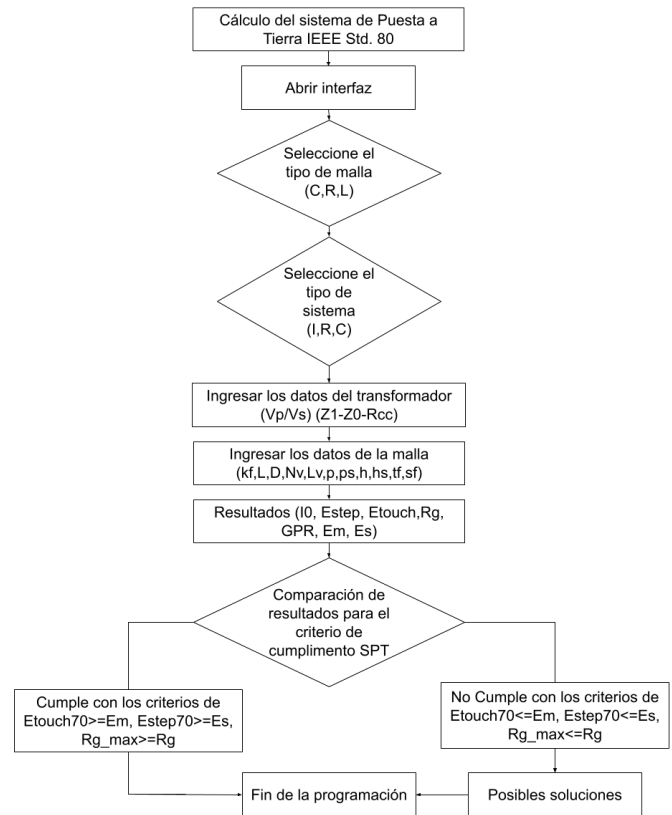 Cálculo del sistema de Puesta a
Tierra IEEE Std. 80
Abrir interfaz
Seleccione el
tipo de malla
(C,R,L)
Seleccione el
tipo de
sistema
(I,R,C)
Ingresar los datos del transformador
(Vp/Vs) (Z1-Z0-Rcc)
Ingresar los datos de la malla
(kf,L,D,Nv,Lv,p,ps,h,hs,tf,sf)
Resultados (I0, Estep, Etouch,Rg,
GPR, Em, Es)
Comparación de
resultados para el
criterio de
cumplimento SPT
Cumple con los criterios de
Etouch70>=Em, Estep70>=Es,
Rg_max>=Rg
No Cumple con los criterios de
Etouch70<=Em, Estep70<=Es,
Rg_max<=Rg
Fin de la programación
Posibles soluciones